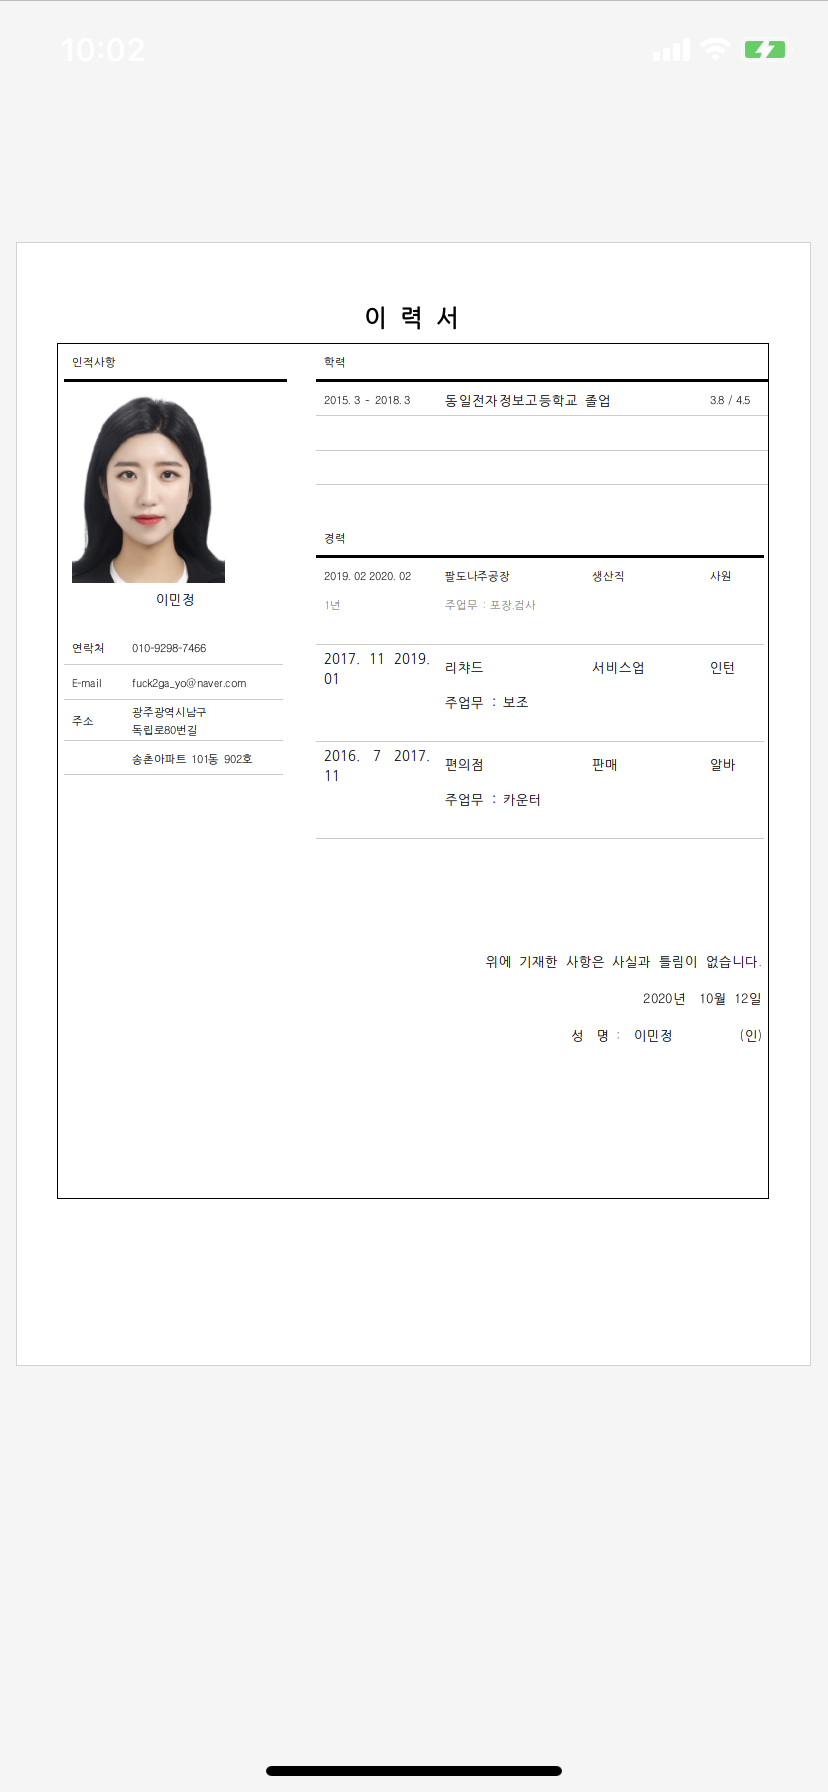 10:02
이 력 서
인적사항
이민정
연락처 010-9298-7466
E-mail fuck2ga_yo@naver.com
주소 광주광역시남구
독립로80번길
송촌아파트 101동 902호
학력
2015. 3 - 2018. 3 동일전자정보고등학교 졸업 3.8 / 4.5
경력
2019. 02 2020. 02 팔도나주공장 생산직 사원
1년 주업무 : 포장,검사
2017. 11 2019.
01
리챠드 서비스업 인턴
주업무 : 보조
2016. 7 2017.
11
편의점 판매 알바
주업무 : 카운터
위에 기재한 사항은 사실과 틀림이 없습니다.
2020년 10월 12일
성 명 : 이민정 (인)